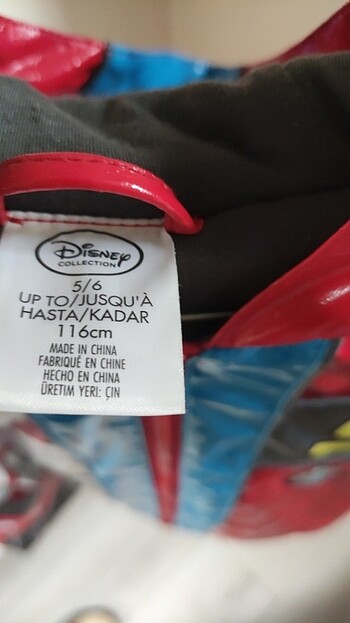 Disney
COLLECTION
5/6
UP TO/JUSQU'À
HASTA/KADAR
116cm
MADE IN CHINA
FABRIQUÉ EN CHINE
HECHO EN CHINA
ÜRETIM YERI: ÇIN